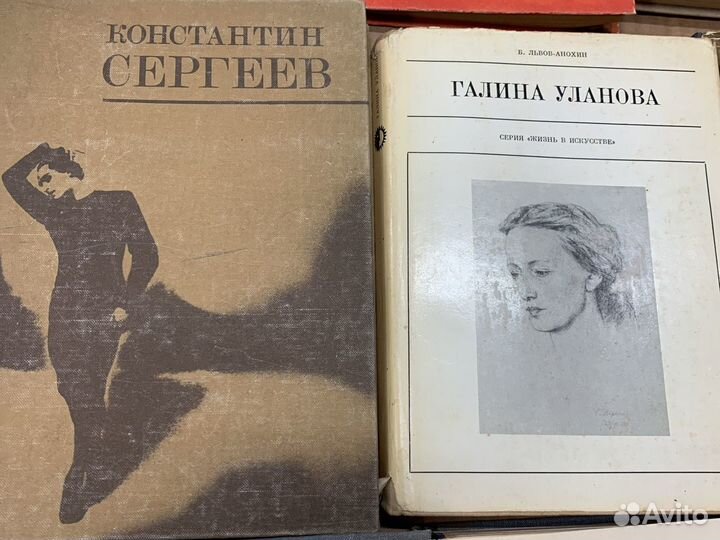 КОНСТАНТИН
СЕРГЕЕВ
Б. ЛЬВОВ-АНОХИН
ГАЛИНА УЛАНОВА
СЕРИЯ «ЖИЗНЬ В ИСКУССТВЕ»
Avito